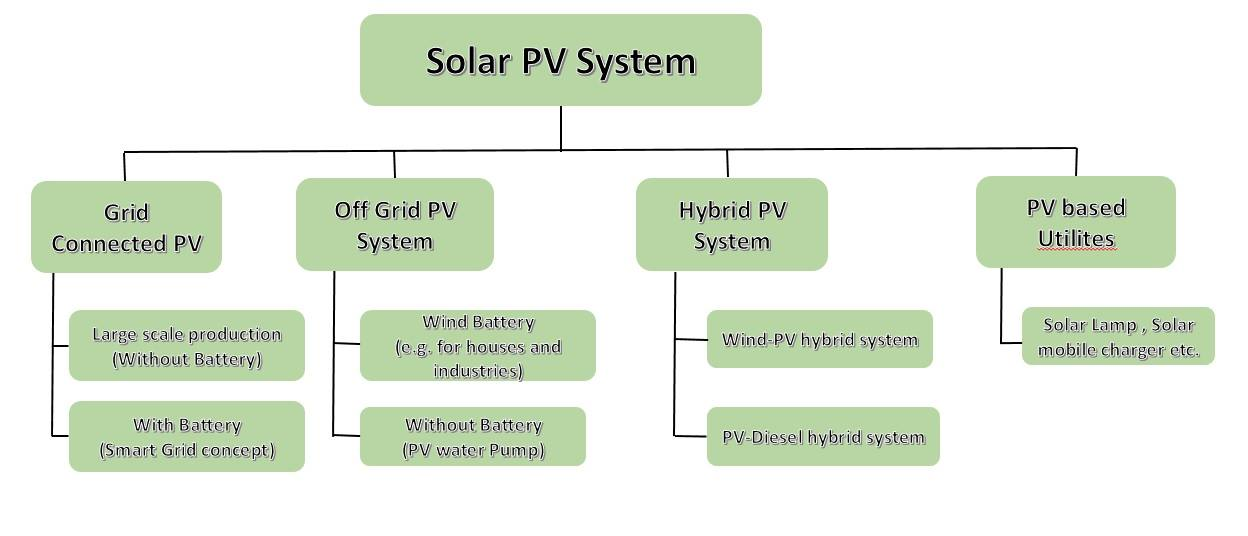 Solar PV System
Grid
Connected PV
Large scale production
(Without Battery)
With Battery
(Smart Grid concept)
Off Grid PV
System
Wind Battery
(e.g. for houses and
industries)
Without Battery
(PV water Pump)
Hybrid PV
System
Wind-PV hybrid system
PV-Diesel hybrid system
PV based
Utilites
Solar Lamp , Solar
mobile charger etc.